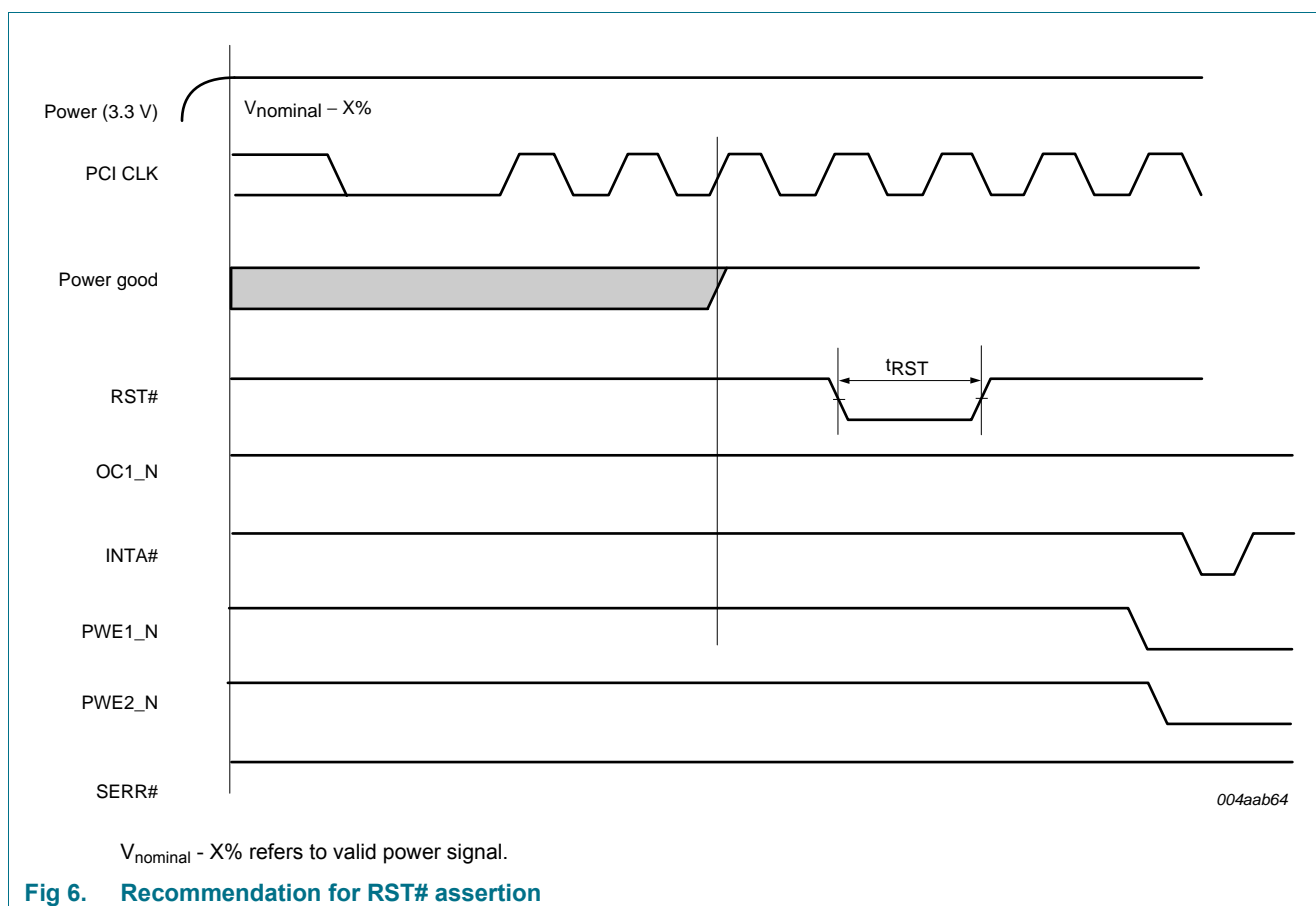 Power (3.3 V)
Vnominal – X%
PCI CLK
Power good
tRST
RST#
OC1_N
INTA#
PWE1_N
PWE2_N
SERR#
004aab64
Vnominal - X% refers to valid power signal.
Fig 6. Recommendation for RST# assertion